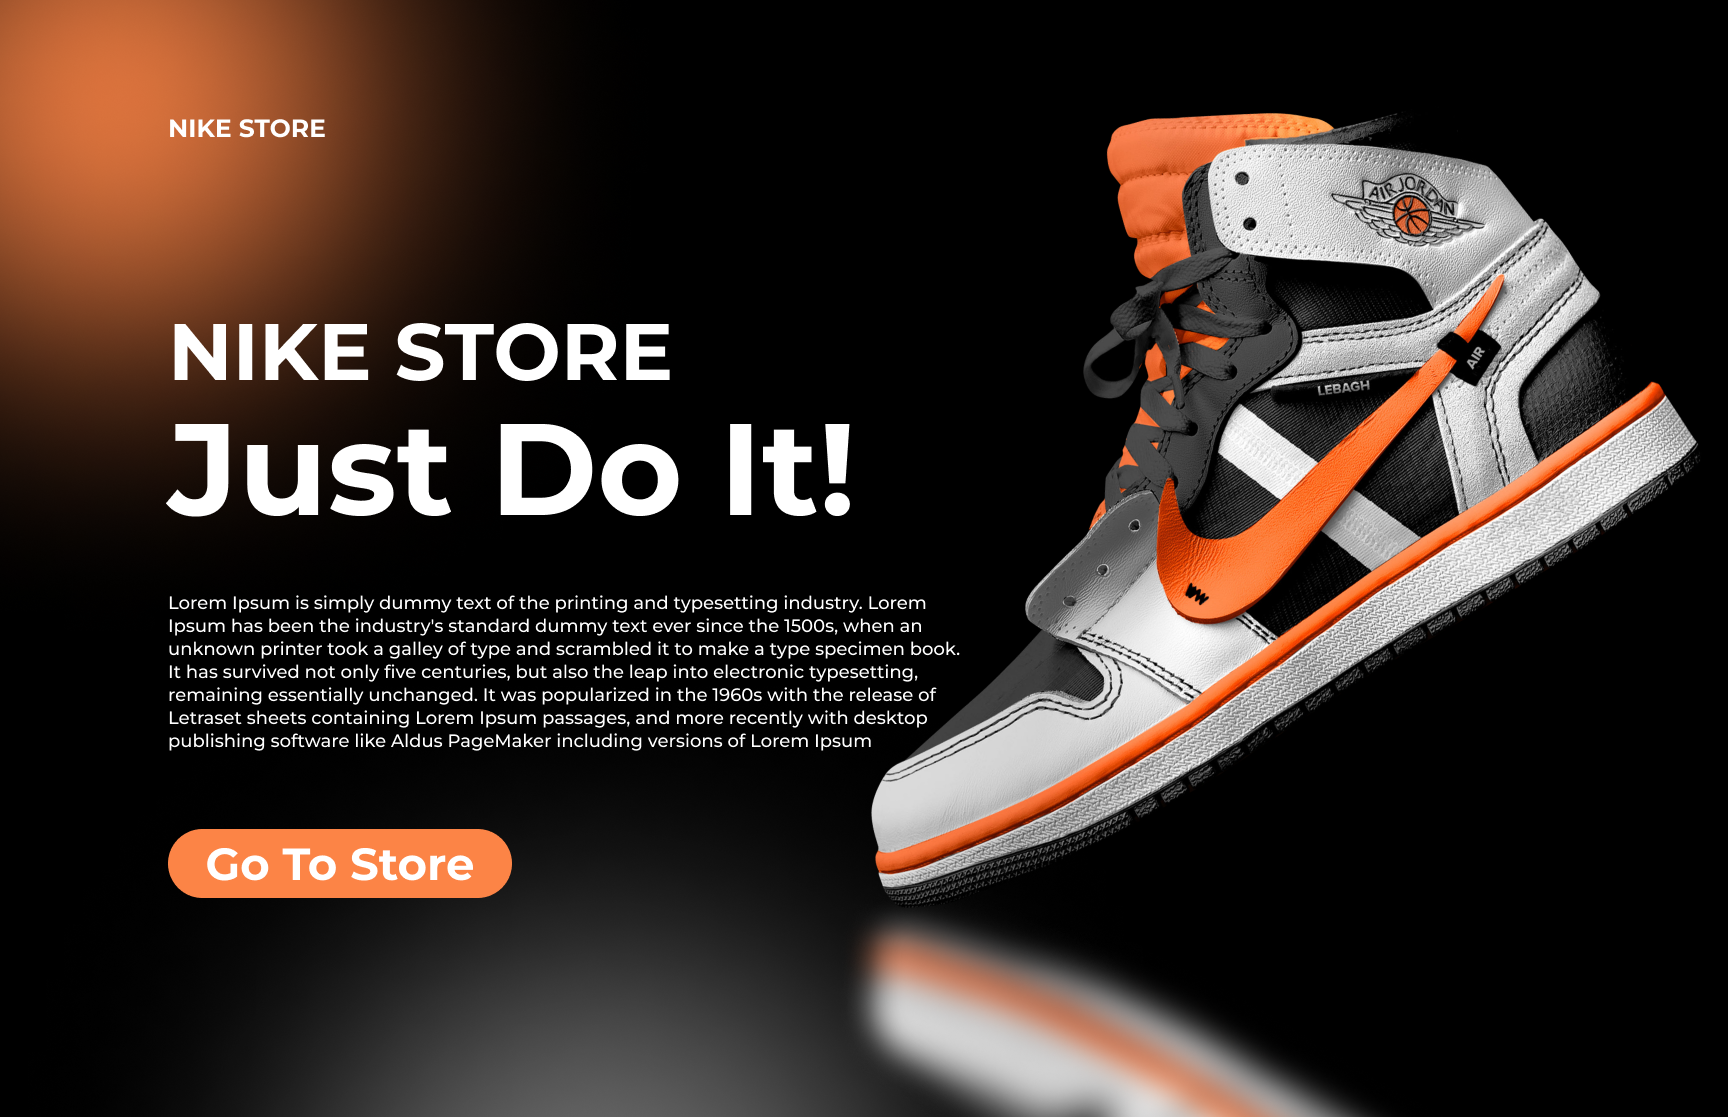 NIKE STORE
NIKE STORE
Just Do It!
Lorem Ipsum is simply dummy text of the printing and typesetting industry. Lorem
Ipsum has been the industry's standard dummy text ever since the 1500s, when an
unknown printer took a galley of type and scrambled it to make a type specimen book.
It has survived not only five centuries, but also the leap into electronic typesetting,
remaining essentially unchanged. It was popularized in the 1960s with the release of
Letraset sheets containing Lorem Ipsum passages, and more recently with desktop
publishing software like Aldus PageMaker including versions of Lorem Ipsum
Go To Store
AIR JORDAN
AIR
LEBAGH